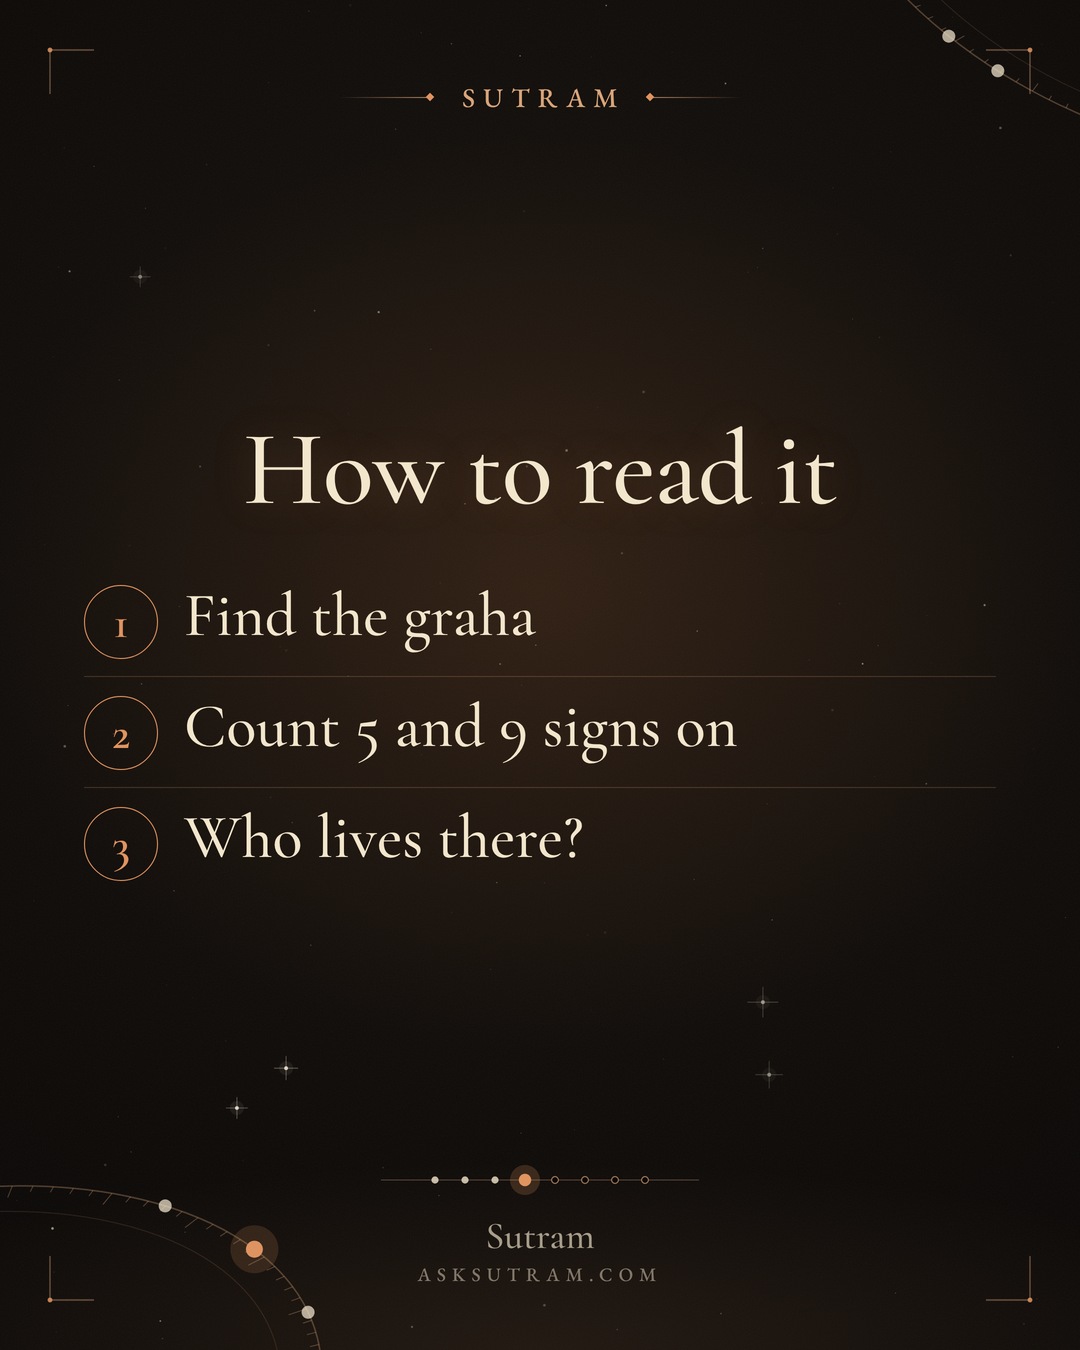 SUTRAM
How to read it
1 Find the graha
2 Count 5 and 9 signs on
3 Who lives there?
Sutram
ASKSUTRAM.COM